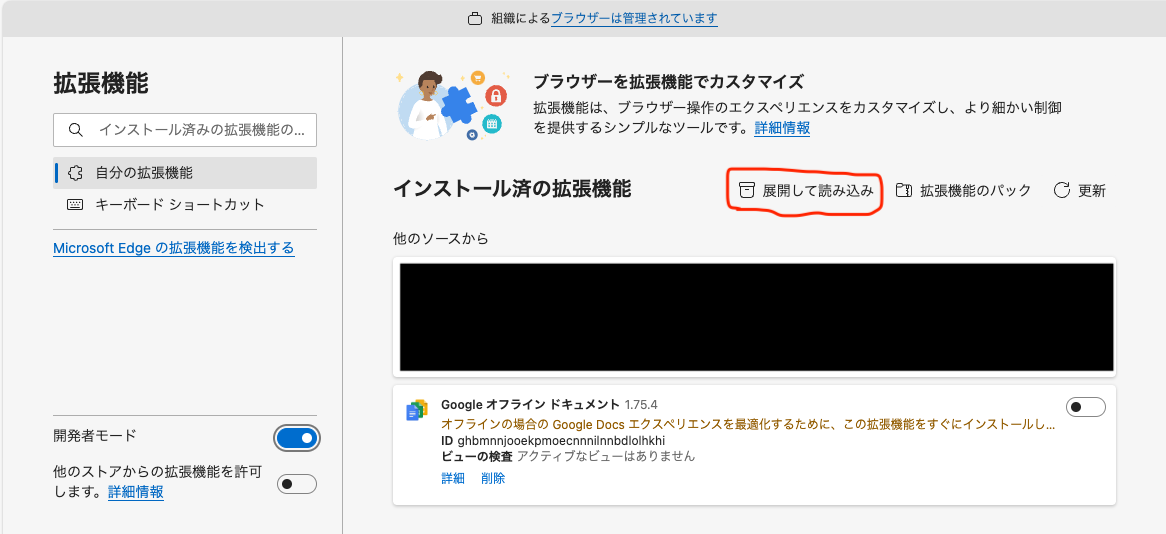 組織によるブラウザーは管理されています
拡張機能
インストール済みの拡張機能の...
自分の拡張機能
キーボード ショートカット
Microsoft Edge の拡張機能を検出する
開発者モード
他のストアからの拡張機能を許可
します。詳細情報
ブラウザーを拡張機能でカスタマイズ
拡張機能は、ブラウザー操作のエクスペリエンスをカスタマイズし、より細かい制御
を提供するシンプルなツールです。詳細情報
インストール済の拡張機能
展開して読み込み
拡張機能のパック
更新
他のソースから
Google オフライン ドキュメント 1.75.4
オフラインの場合の Google Docs エクスペリエンスを最適化するために、この拡張機能をすぐにインストールし...
ID ghbmnnjooekpmoecnnnilnnbdlolhkhi
ビューの検査 アクティブなビューはありません
詳細 削除